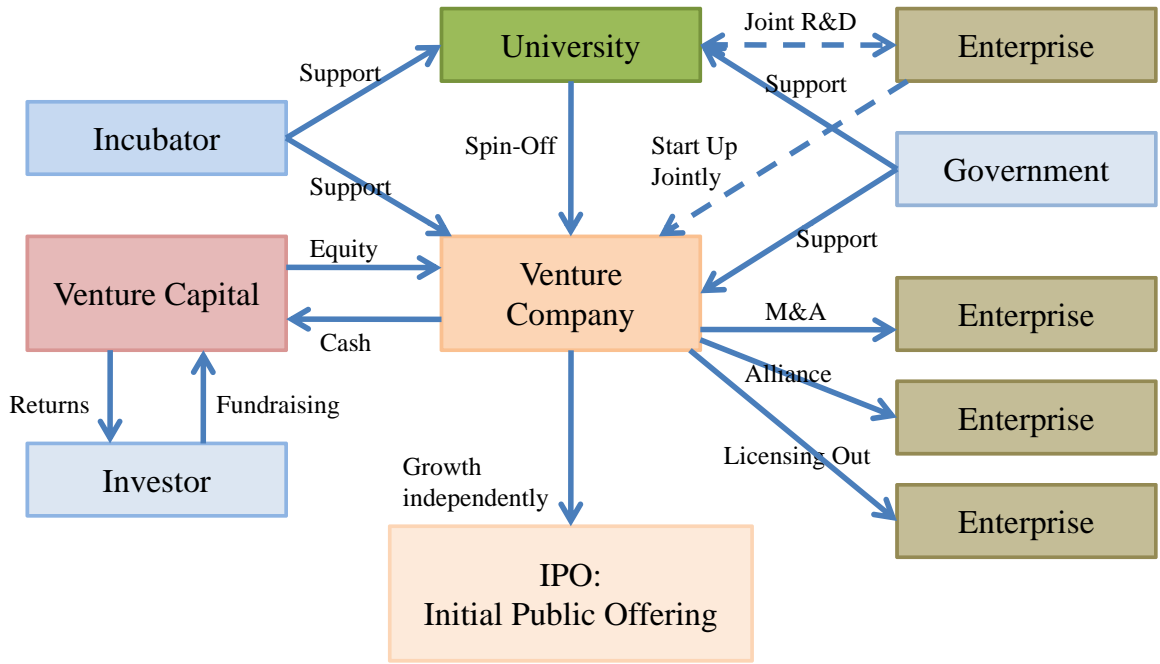 Joint R&D
University
Enterprise
Support
Support
Incubator
Spin-Off
Start Up
Jointly
Government
Support
Support
Equity
Venture Capital
Venture
Company
M&A
Enterprise
Cash
Alliance
Returns
Fundraising
Enterprise
Licensing Out
Investor
Growth
independently
Enterprise
IPO:
Initial Public Offering